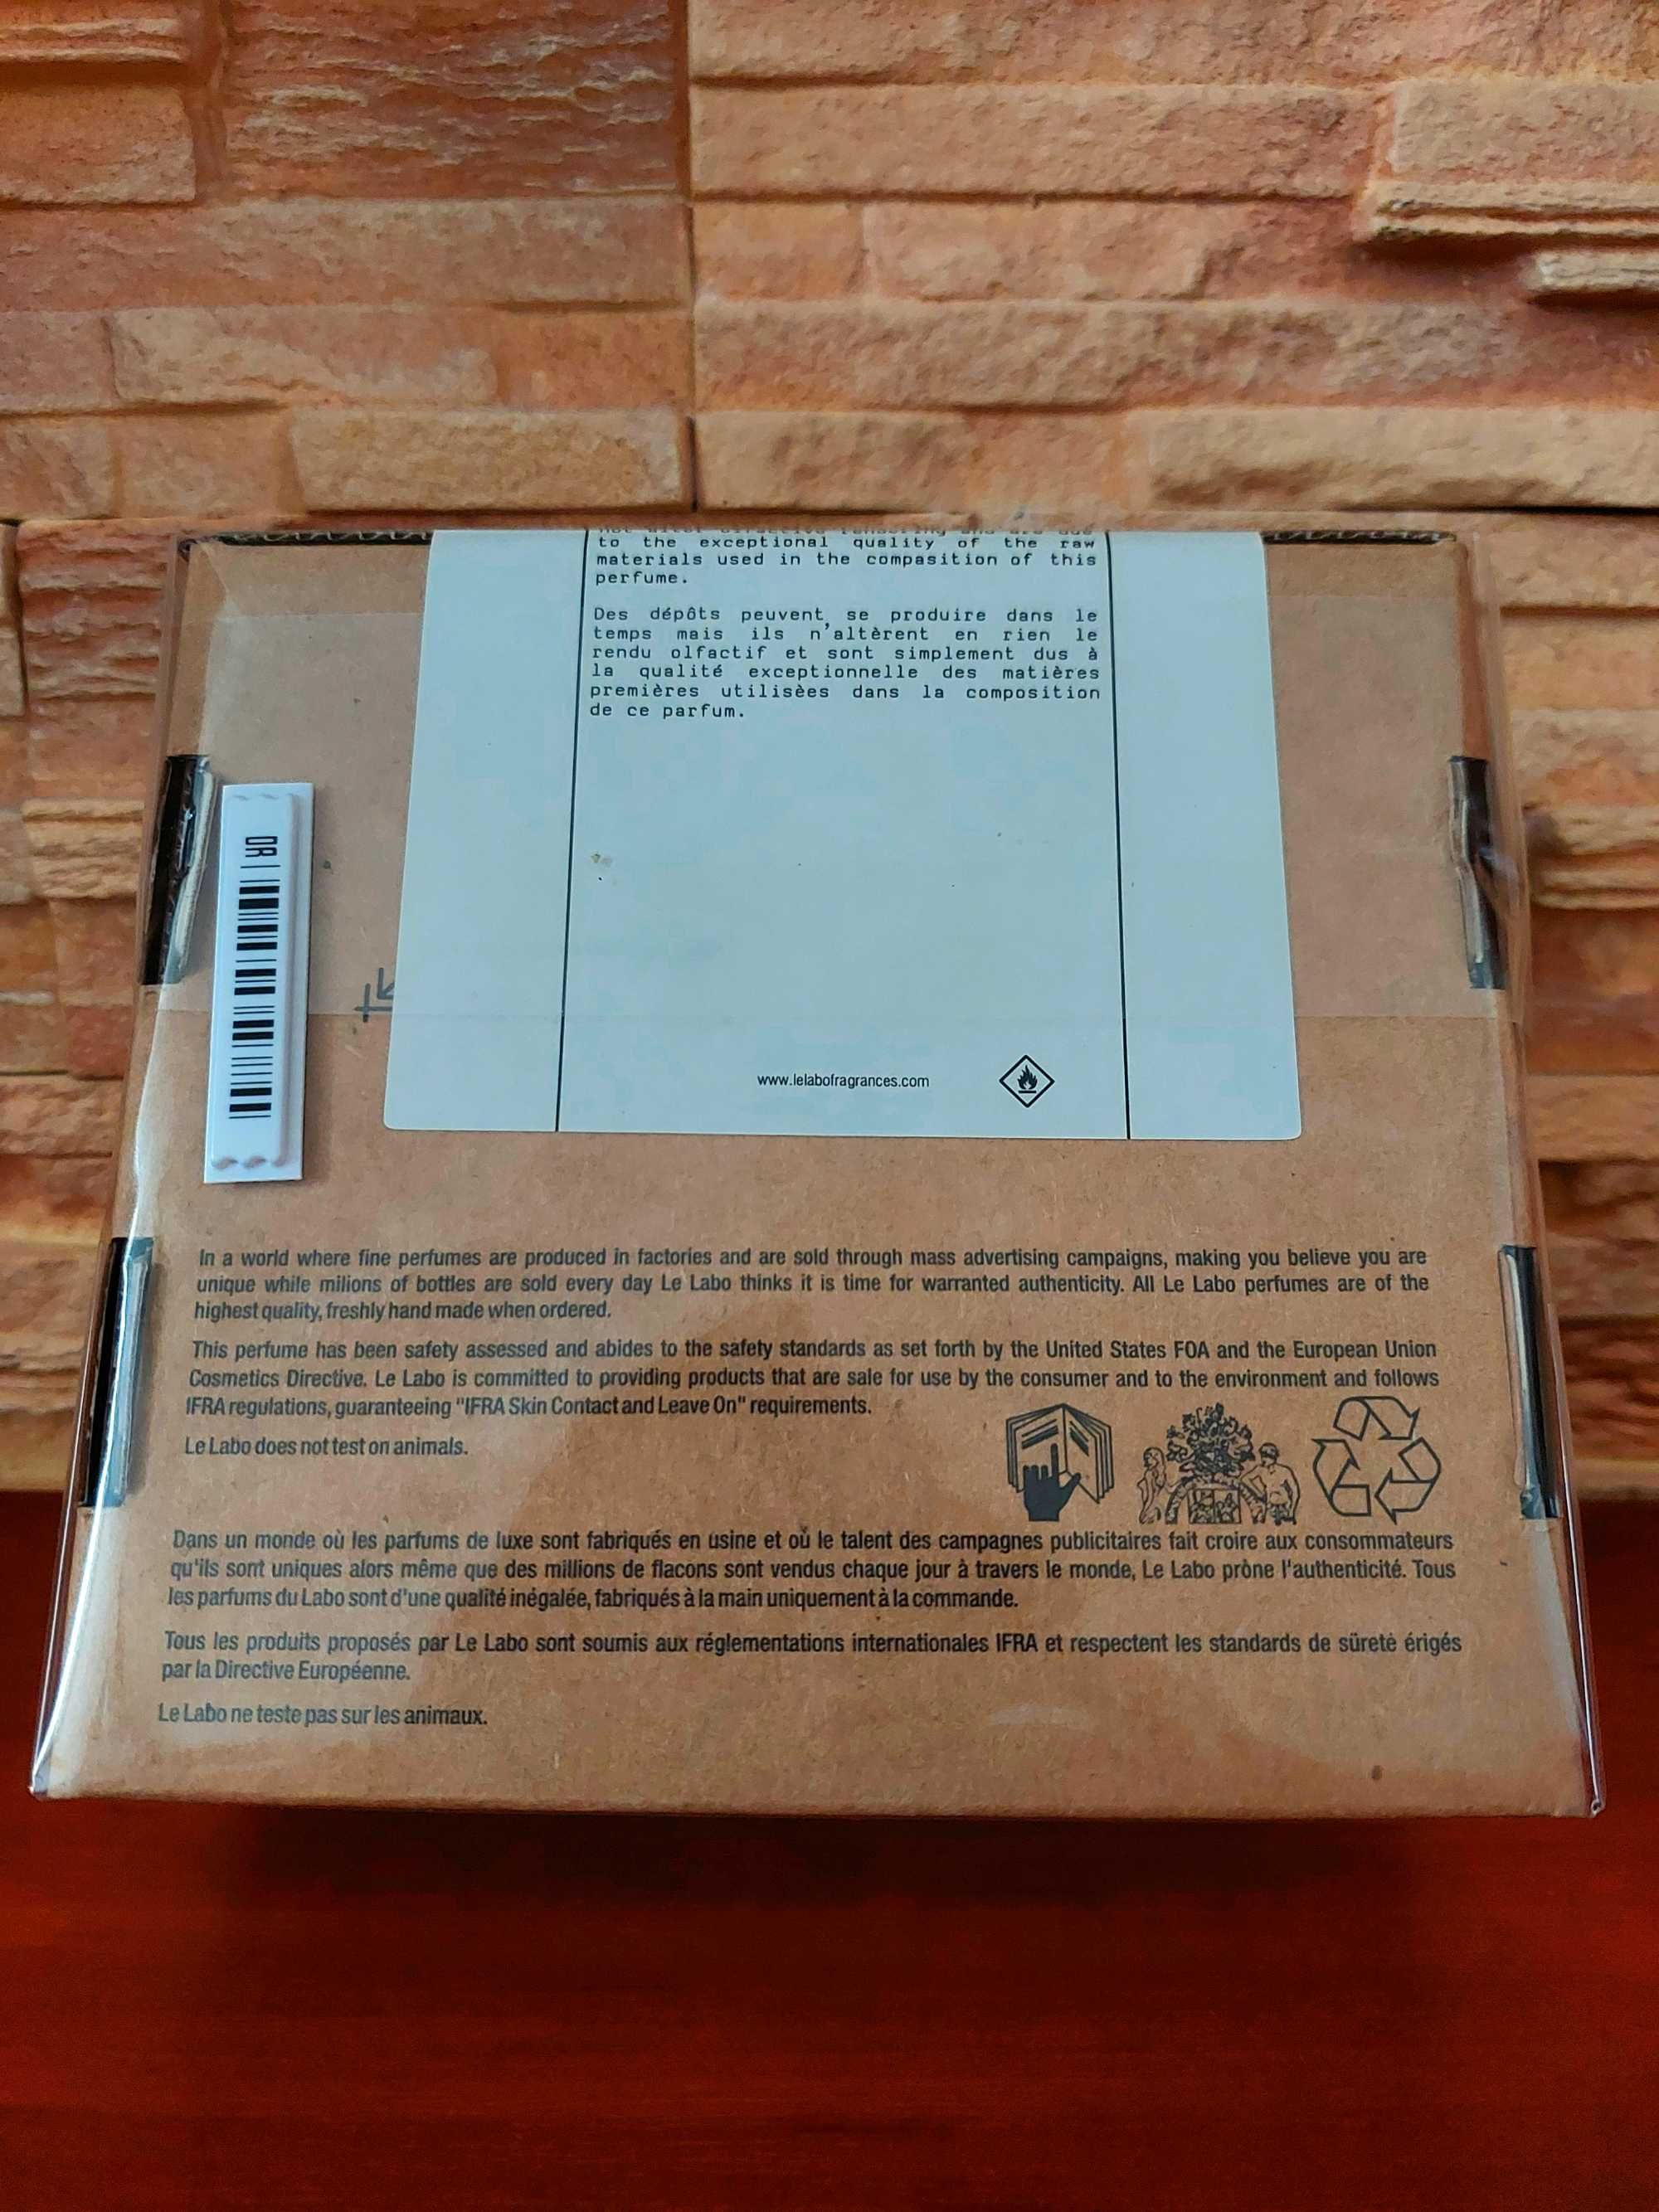 to the exceptional quality of the raw
materials used in the compasition of this
perfume.
Des dépôts peuvent, se produire dans le
temps mais ils n'altèrent en rien le
rendu olfactif et sont simplement dus à
la qualité exceptionnelle des matières
premières utilisèes dans la composition
de ce parfum.
DR
www.lelabofragrances.com
In a world where fine perfumes are produced in factories and are sold through mass advertising campaigns, making you believe you are
unique while milions of bottles are sold every day Le Labo thinks it is time for warranted authenticity. All Le Labo perfumes are of the
highest quality, freshly hand made when ordered.
This perfume has been safety assessed and abides to the safety standards as set forth by the United States FOA and the European Union
Cosmetics Directive. Le Labo is committed to providing products that are sale for use by the consumer and to the environment and follows
IFRA regulations, guaranteeing "IFRA Skin Contact and Leave On" requirements.
Le Labo does not test on animals.
Dans un monde où les parfums de luxe sont fabriqués en usine et où le talent des campagnes publicitaires fait croire aux consommateurs
qu'ils sont uniques alors même que des millions de flacons sont vendus chaque jour à travers le monde, Le Labo pròne l'authenticité. Tous
les parfums du Labo sont d'une qualité inégalée, fabriqués à la main uniquement à la commande.
Tous les produits proposés par Le Labo sont soumis aux réglementations internationales IFRA et respectent les standards de sûreté érigés
par la Directive Européenne.
Le Labo ne teste pas sur les animaux.